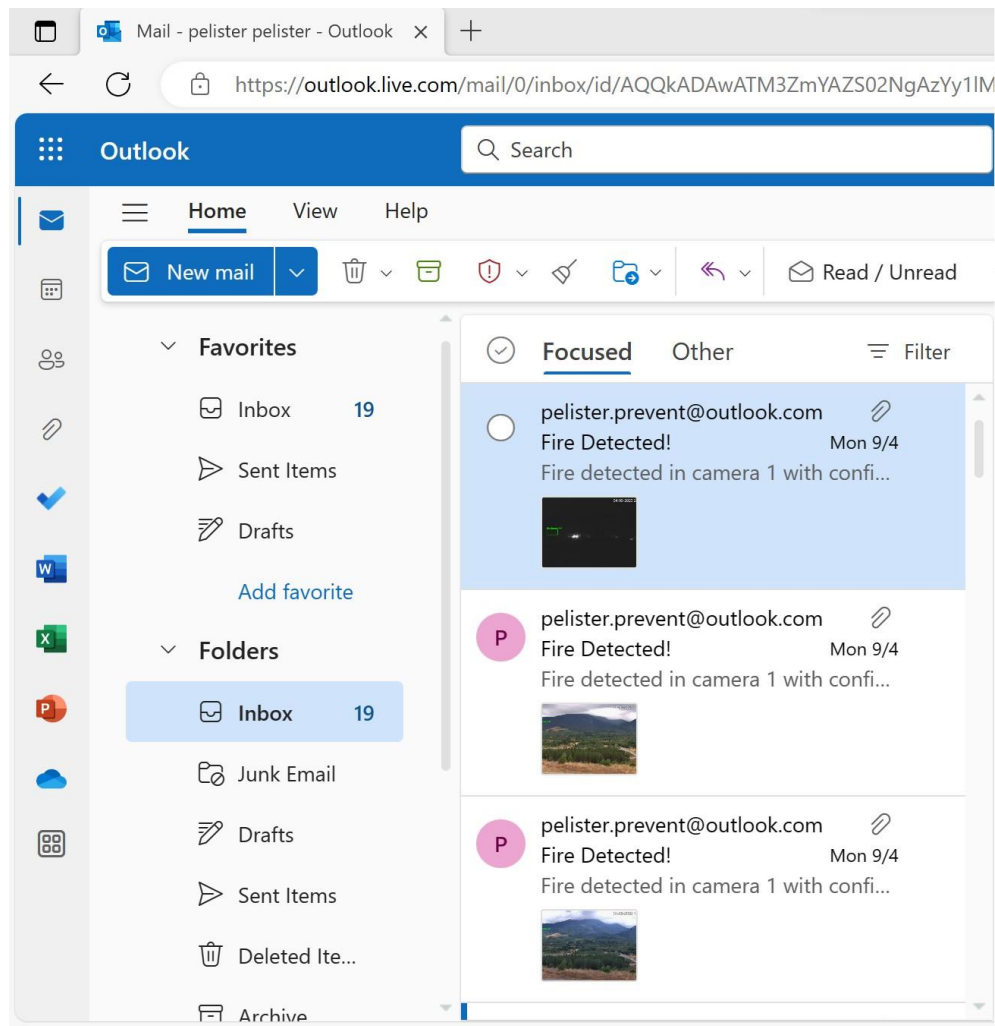 Mail - pelister pelister - Outlook
https://outlook.live.com/mail/0/inbox/id/AQQkADAwATM3ZmYAZS02NgAzYy1lM
Outlook
Search
Home View Help
New mail
Read / Unread
Favorites
Inbox 19
Sent Items
Drafts
Add favorite
Folders
Inbox 19
Junk Email
Drafts
Sent Items
Deleted Ite...
Archive
Focused Other Filter
pelister.prevent@outlook.com
Fire Detected! Mon 9/4
Fire detected in camera 1 with confi...
P
pelister.prevent@outlook.com
Fire Detected! Mon 9/4
Fire detected in camera 1 with confi...
P
pelister.prevent@outlook.com
Fire Detected! Mon 9/4
Fire detected in camera 1 with confi...